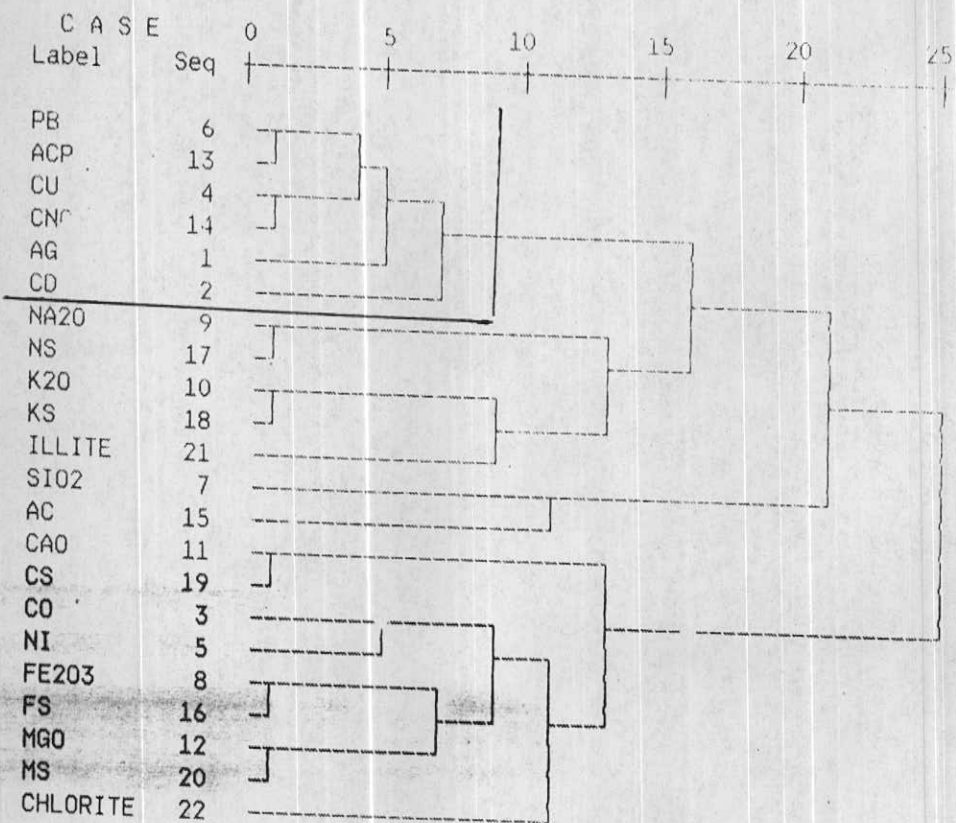 C A S E 0 5 10 15 20 25
Label Seq
PB 6
ACP 13
CU 4
14
AG 1
CD 2
NA2O 9
NS 17
K2O 10
KS 18
ILLITE 21
SIO2 7
AC 15
CAO 11
CS 19
CO 3
NI 5
FE2O3 8
FS 16
MGO 12
MS 20
CHLORITE 22